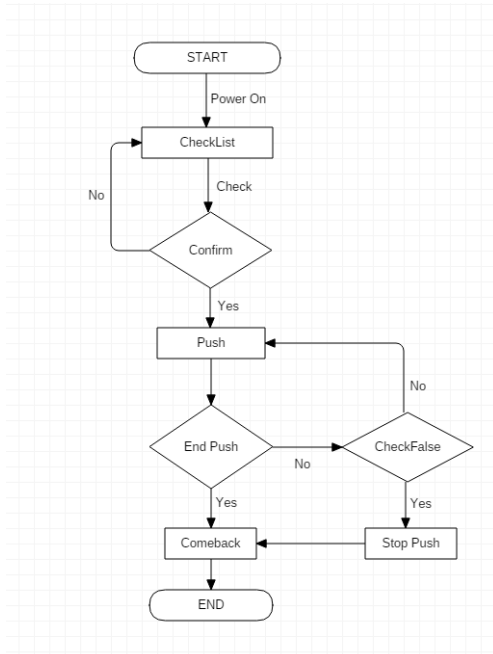 START
Power On
CheckList
Check
No
Confirm
Yes
Push
No
End Push
CheckFalse
No
Yes
Yes
Comeback
Stop Push
END